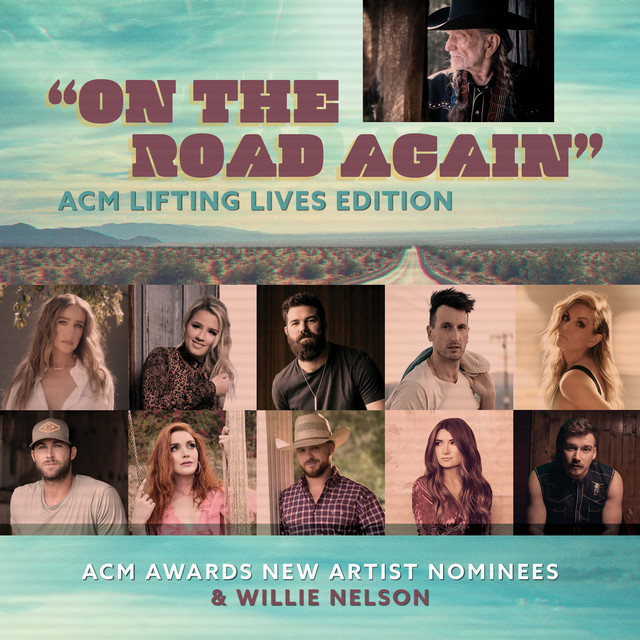 “ON THE
ROAD AGAIN”
ACM LIFTING LIVES EDITION
ACM AWARDS NEW ARTIST NOMINEES
& WILLIE NELSON